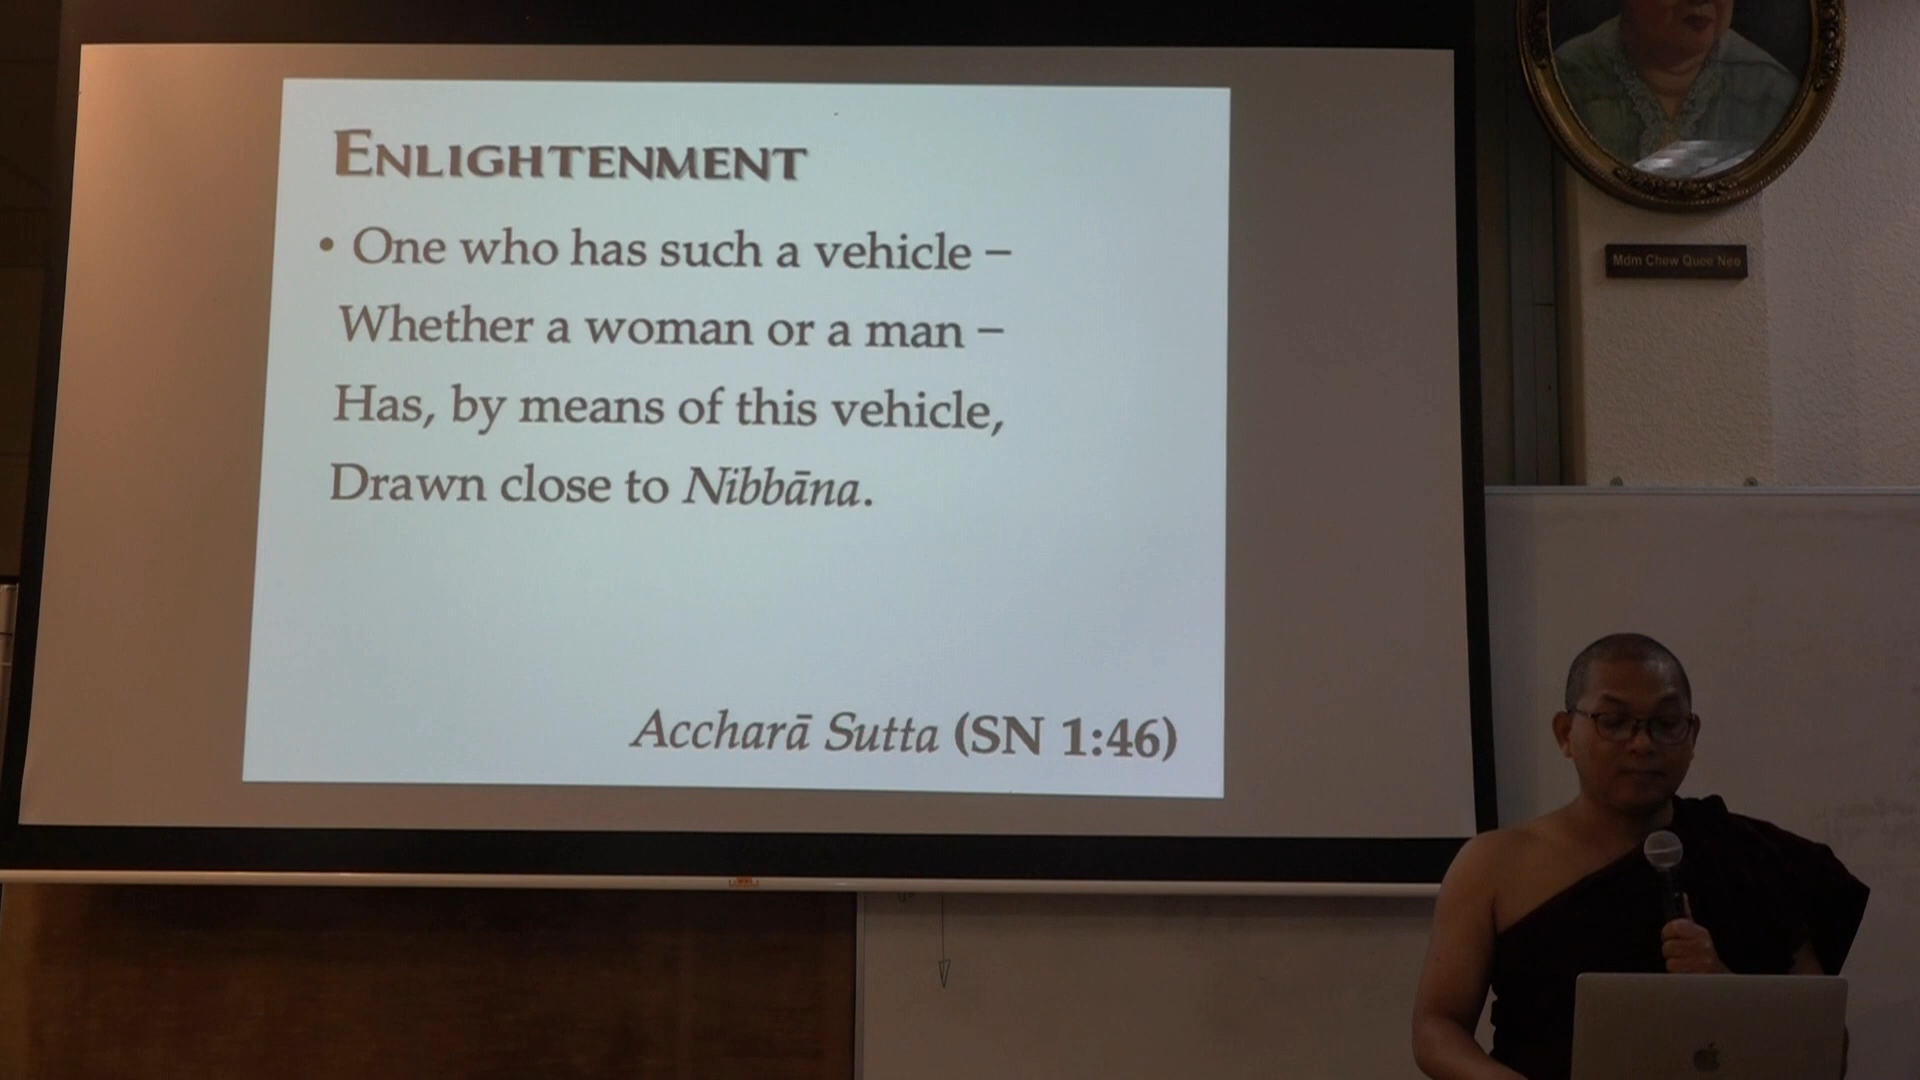 ENLIGHTENMENT
• One who has such a vehicle –
Whether a woman or a man –
Has, by means of this vehicle,
Drawn close to Nibbāna.
Accharā Sutta (SN 1:46)
Mdm Chew Quee Neo